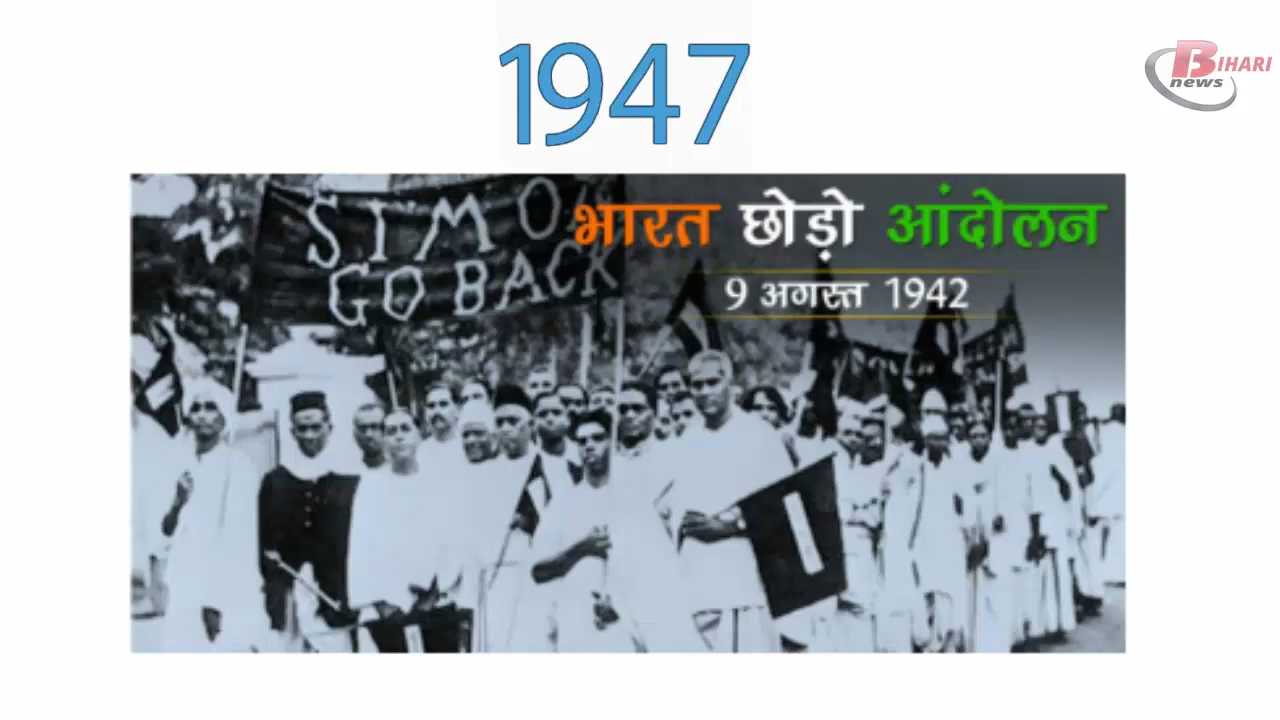 1947
BIHARI
news
SIMO
GO BACK
भारत छोड़ो आंदोलन
9 अगस्त 1942